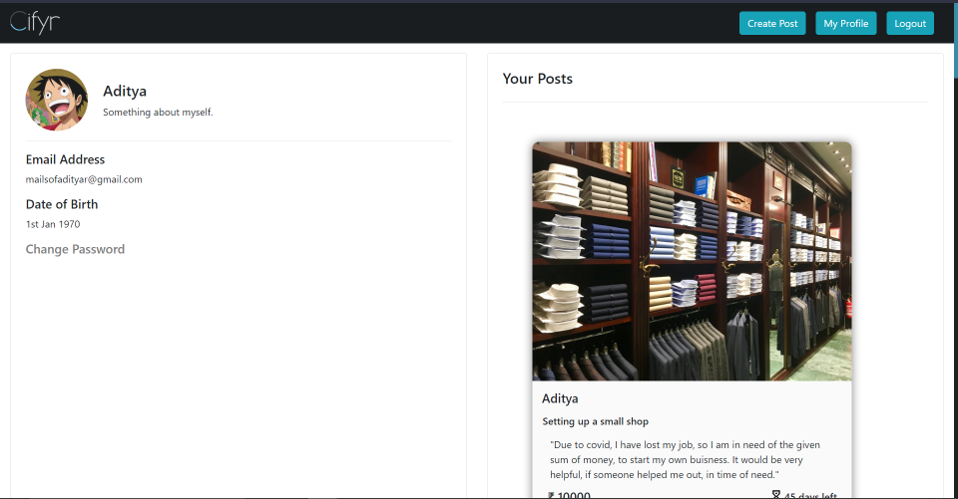 Cifyr
Create Post
My Profile
Logout
Aditya
Something about myself.
Email Address
mailsofadityar@gmail.com
Date of Birth
1st Jan 1970
Change Password
Your Posts
Aditya
Setting up a small shop
"Due to covid, I have lost my job, so I am in need of the given
sum of money, to start my own buisness. It would be very
helpful, if someone helped me out, in time of need."
₹ 10000
45 days left